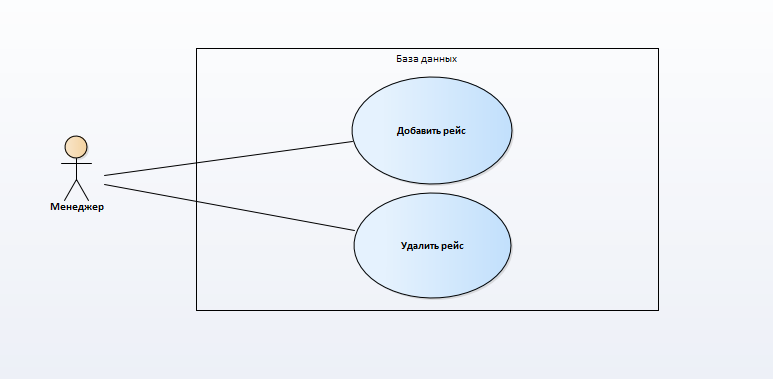 База данных
Добавить рейс
Менеджер
Удалить рейс